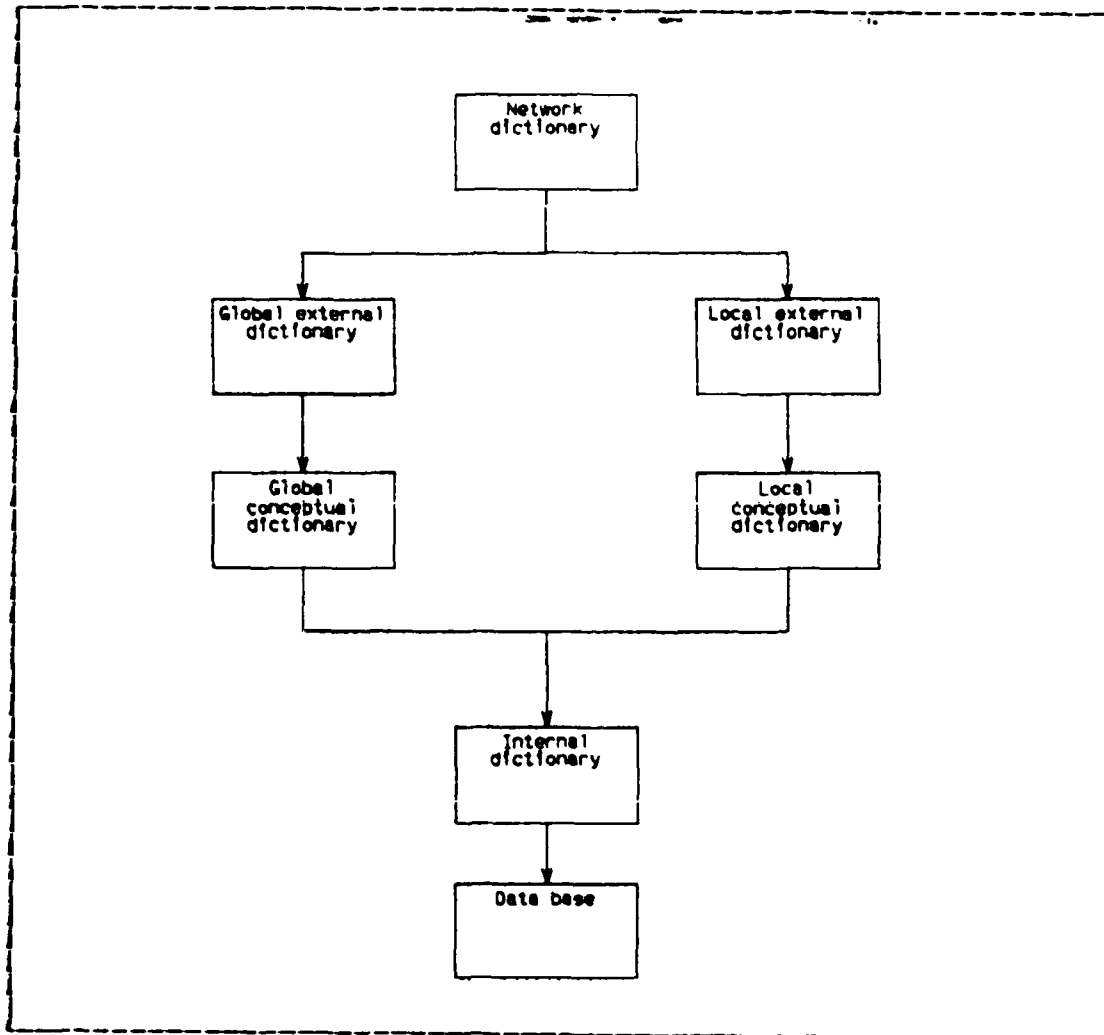 Network
dictionary
Global external
dictionary
Local external
dictionary
Global
conceptual
dictionary
Local
conceptual
dictionary
Internal
dictionary
Data base